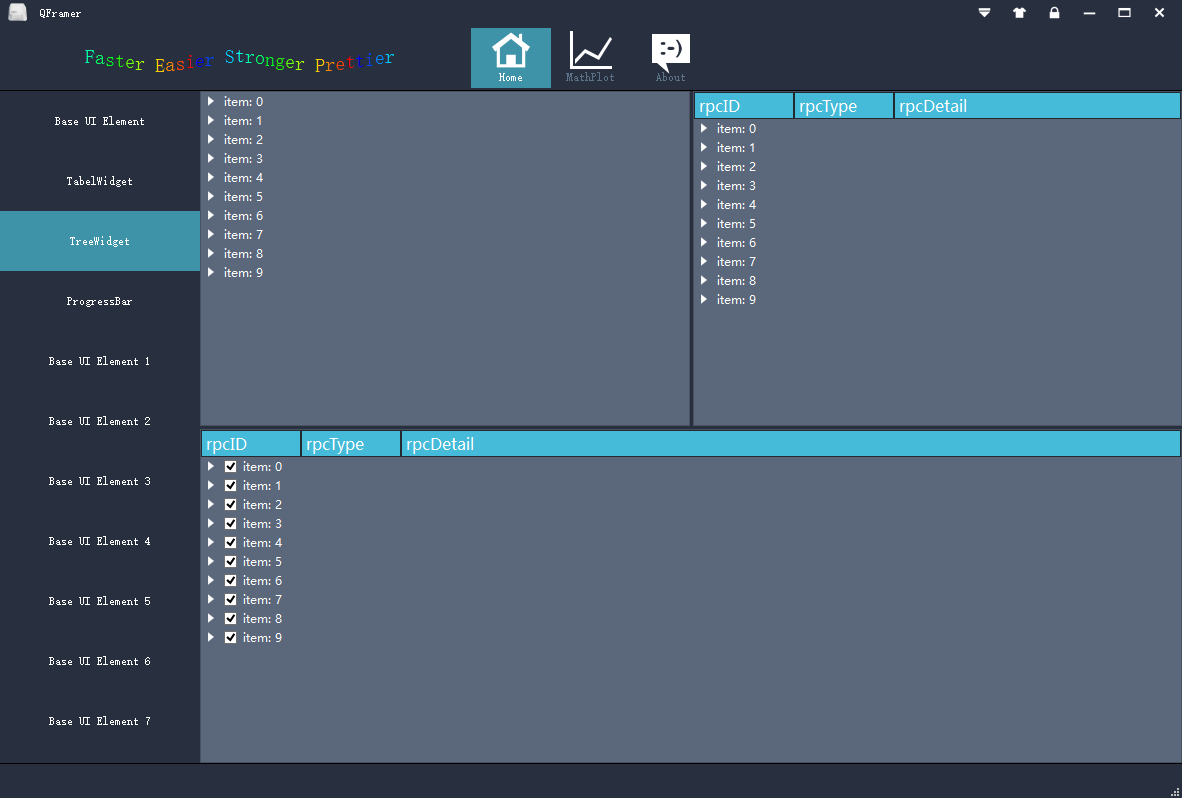 QFramer
Faster Easier Stronger Prettier
Home
MathPlot
About
Base UI Element
TabelWidget
TreeWidget
ProgressBar
Base UI Element 1
Base UI Element 2
Base UI Element 3
Base UI Element 4
Base UI Element 5
Base UI Element 6
Base UI Element 7
item: 0
item: 1
item: 2
item: 3
item: 4
item: 5
item: 6
item: 7
item: 8
item: 9
rpcID rpcType rpcDetail
item: 0
item: 1
item: 2
item: 3
item: 4
item: 5
item: 6
item: 7
item: 8
item: 9
rpcID rpcType rpcDetail
item: 0
item: 1
item: 2
item: 3
item: 4
item: 5
item: 6
item: 7
item: 8
item: 9